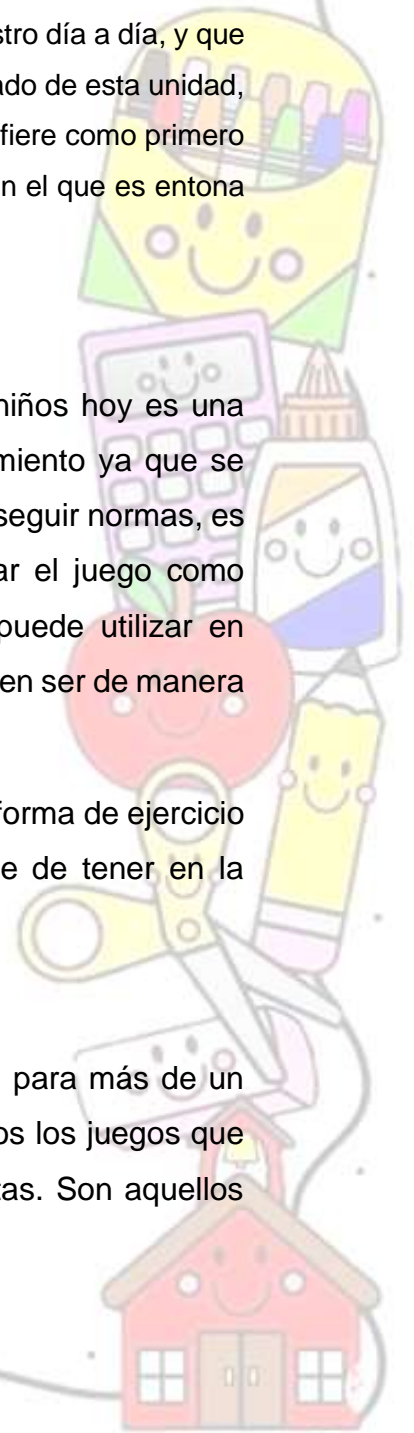 stro día a día, y que
ado de esta unidad,
fiere como primero
n el que es entona
niños hoy es una
miento ya que se
seguir normas, es
ar el juego como
puede utilizar en
en ser de manera
forma de ejercicio
e de tener en la
para más de un
os los juegos que
tas. Son aquellos